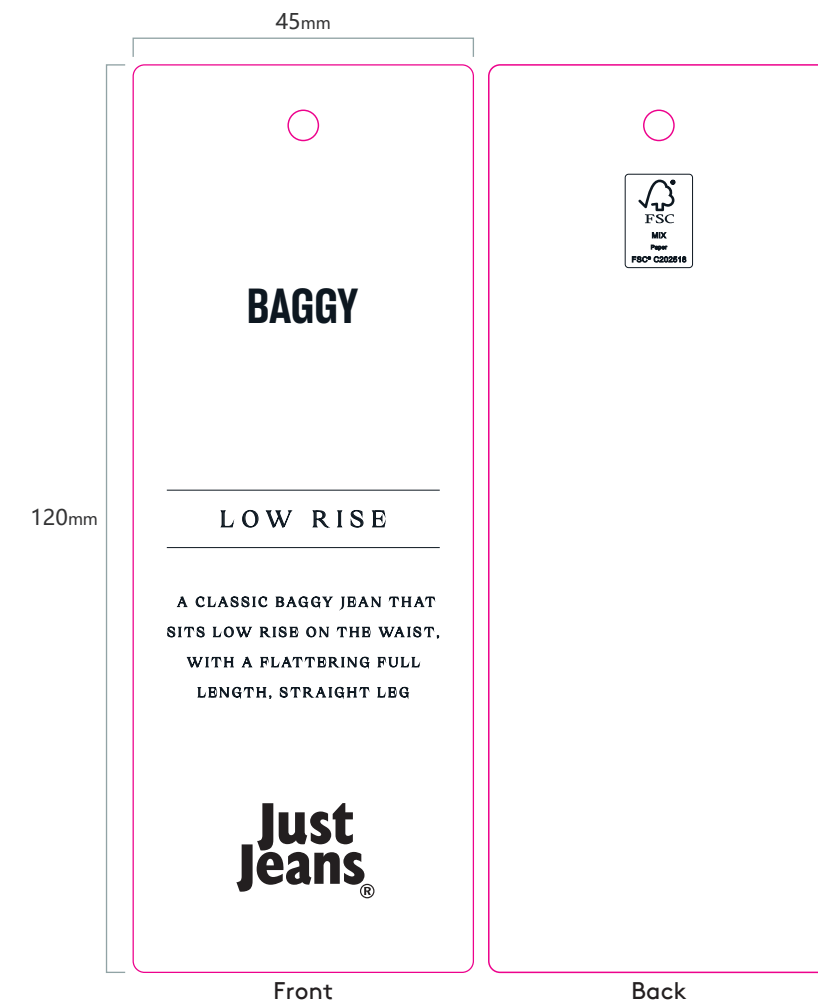 45mm
120mm
BAGGY
LOW RISE
A CLASSIC BAGGY JEAN THAT
SITS LOW RISE ON THE WAIST,
WITH A FLATTERING FULL
LENGTH, STRAIGHT LEG
Just
Jeans®
Front
FSC
MIX
Paper
FSC® C202516
Back